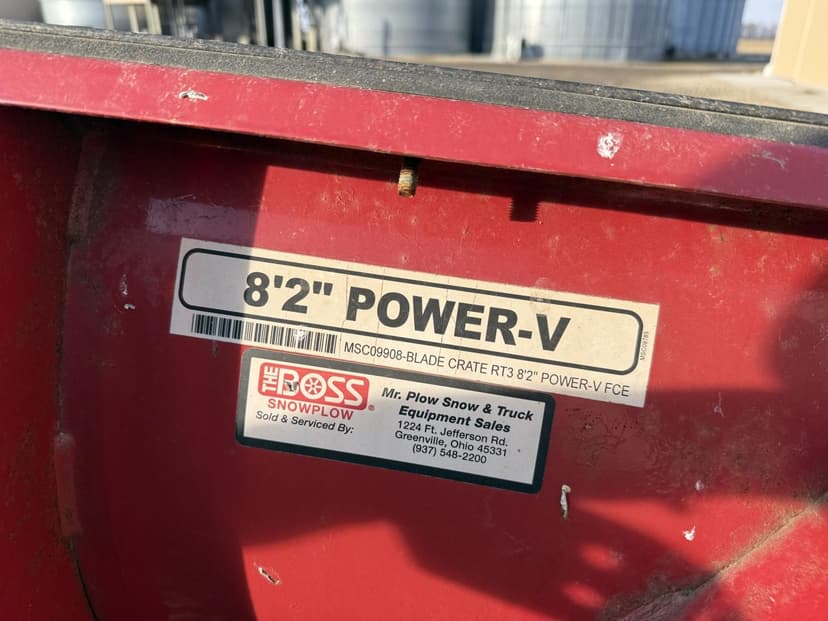 8'2" POWER-V
MSC09908-BLADE CRATE RT3 8'2" POWER-V FCE
MSC09785
THE BOSS
SNOWPLOW®
Sold & Serviced By:
Mr. Plow Snow & Truck
Equipment Sales
1224 Ft. Jefferson Rd.
Greenville, Ohio 45331
(937) 548-2200